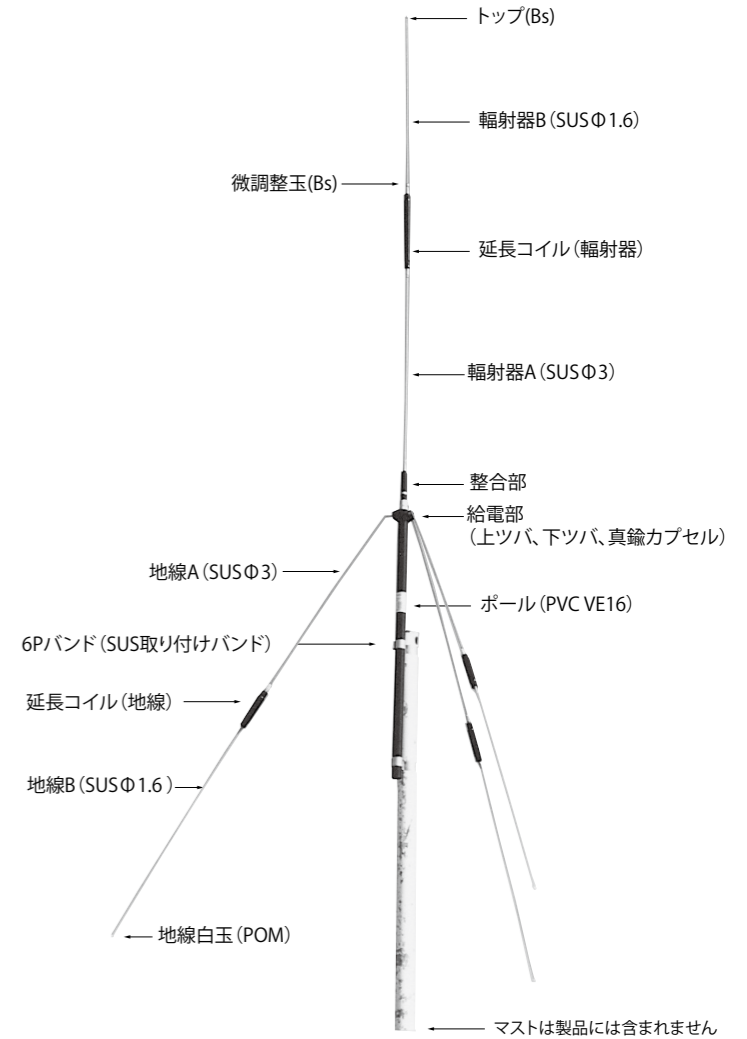 トップ(Bs)
輻射器B（SUSΦ1.6）
微調整玉(Bs)
延長コイル（輻射器）
輻射器A（SUSΦ3）
整合部
給電部
（上ツバ、下ツバ、真鍮カプセル）
地線A（SUSΦ3）
ポール（PVC VE16）
6Pバンド（SUS取り付けバンド）
延長コイル（地線）
地線B（SUSΦ1.6 ）
地線白玉（POM）
マストは製品には含まれません